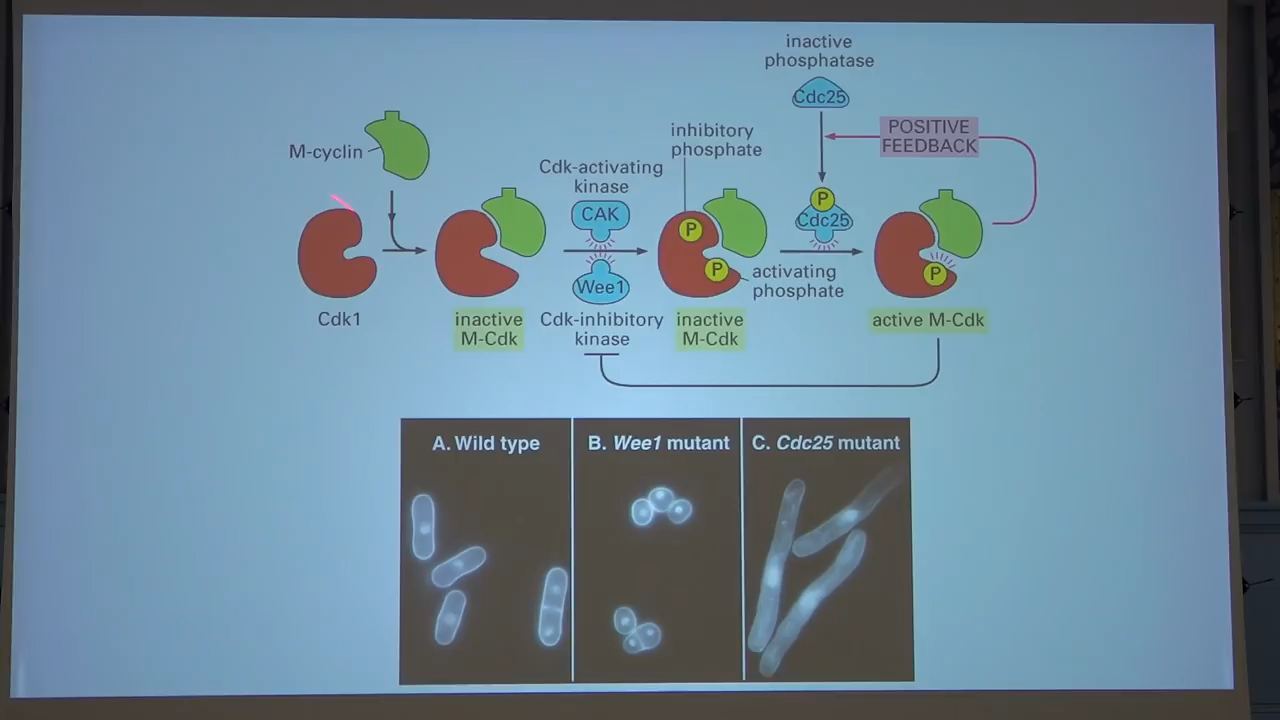 inactive
phosphatase
Cdc25
POSITIVE
FEEDBACK
M-cyclin
inhibitory
phosphate
Cdk-activating
kinase
CAK
P
Cdc25
P
P
P
Wee1
activating
phosphate
Cdk1
inactive
M-Cdk
Cdk-inhibitory
kinase
inactive
M-Cdk
active M-Cdk
A. Wild type
B. Wee1 mutant
C. Cdc25 mutant